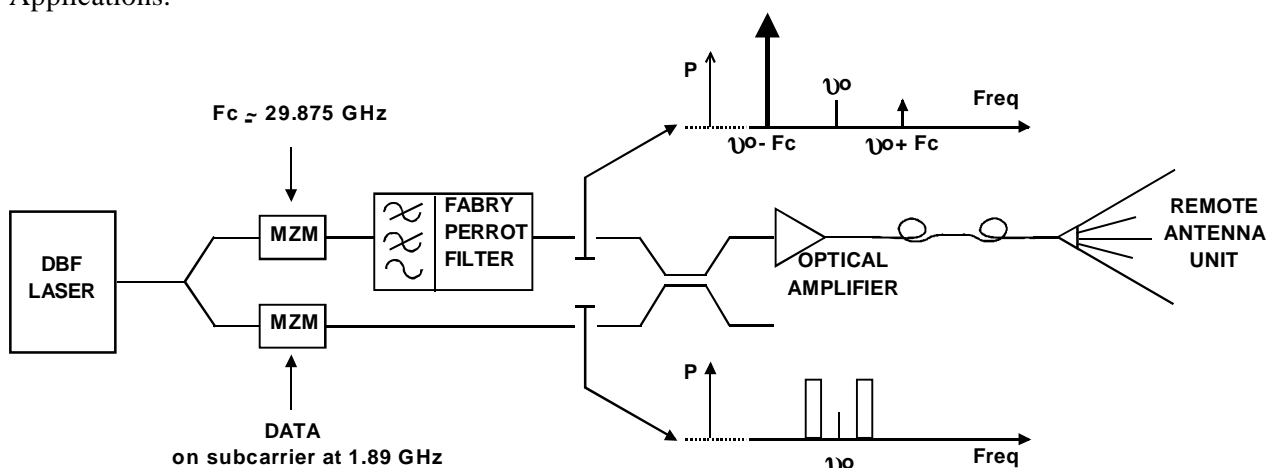 Applications.
P
υo
Freq
υo- Fc
υo+ Fc
Fc ~ 29.875 GHz
DBF
LASER
MZM
FABRY
PERROT
FILTER
MZM
OPTICAL
AMPLIFIER
REMOTE
ANTENNA
UNIT
DATA
on subcarrier at 1.89 GHz
P
υo
Freq